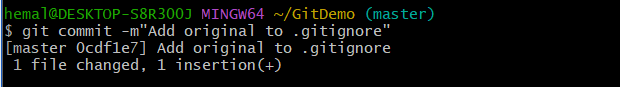 hemal@DESKTOP-S8R3OOJ MINGW64 ~/GitDemo (master)
$ git commit -m"Add original to .gitignore"
[master 0cdf1e7] Add original to .gitignore
 1 file changed, 1 insertion(+)